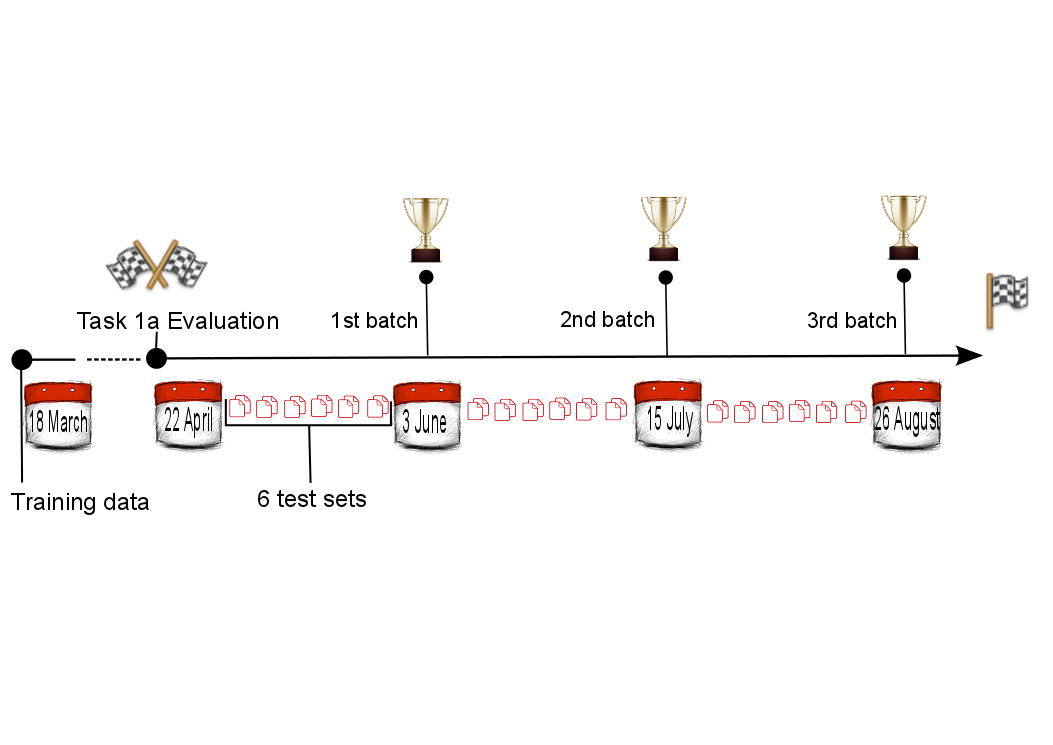 Task 1a Evaluation
1st batch
2nd batch
3rd batch
18 March
22 April
3 June
15 July
26 August
Training data
6 test sets